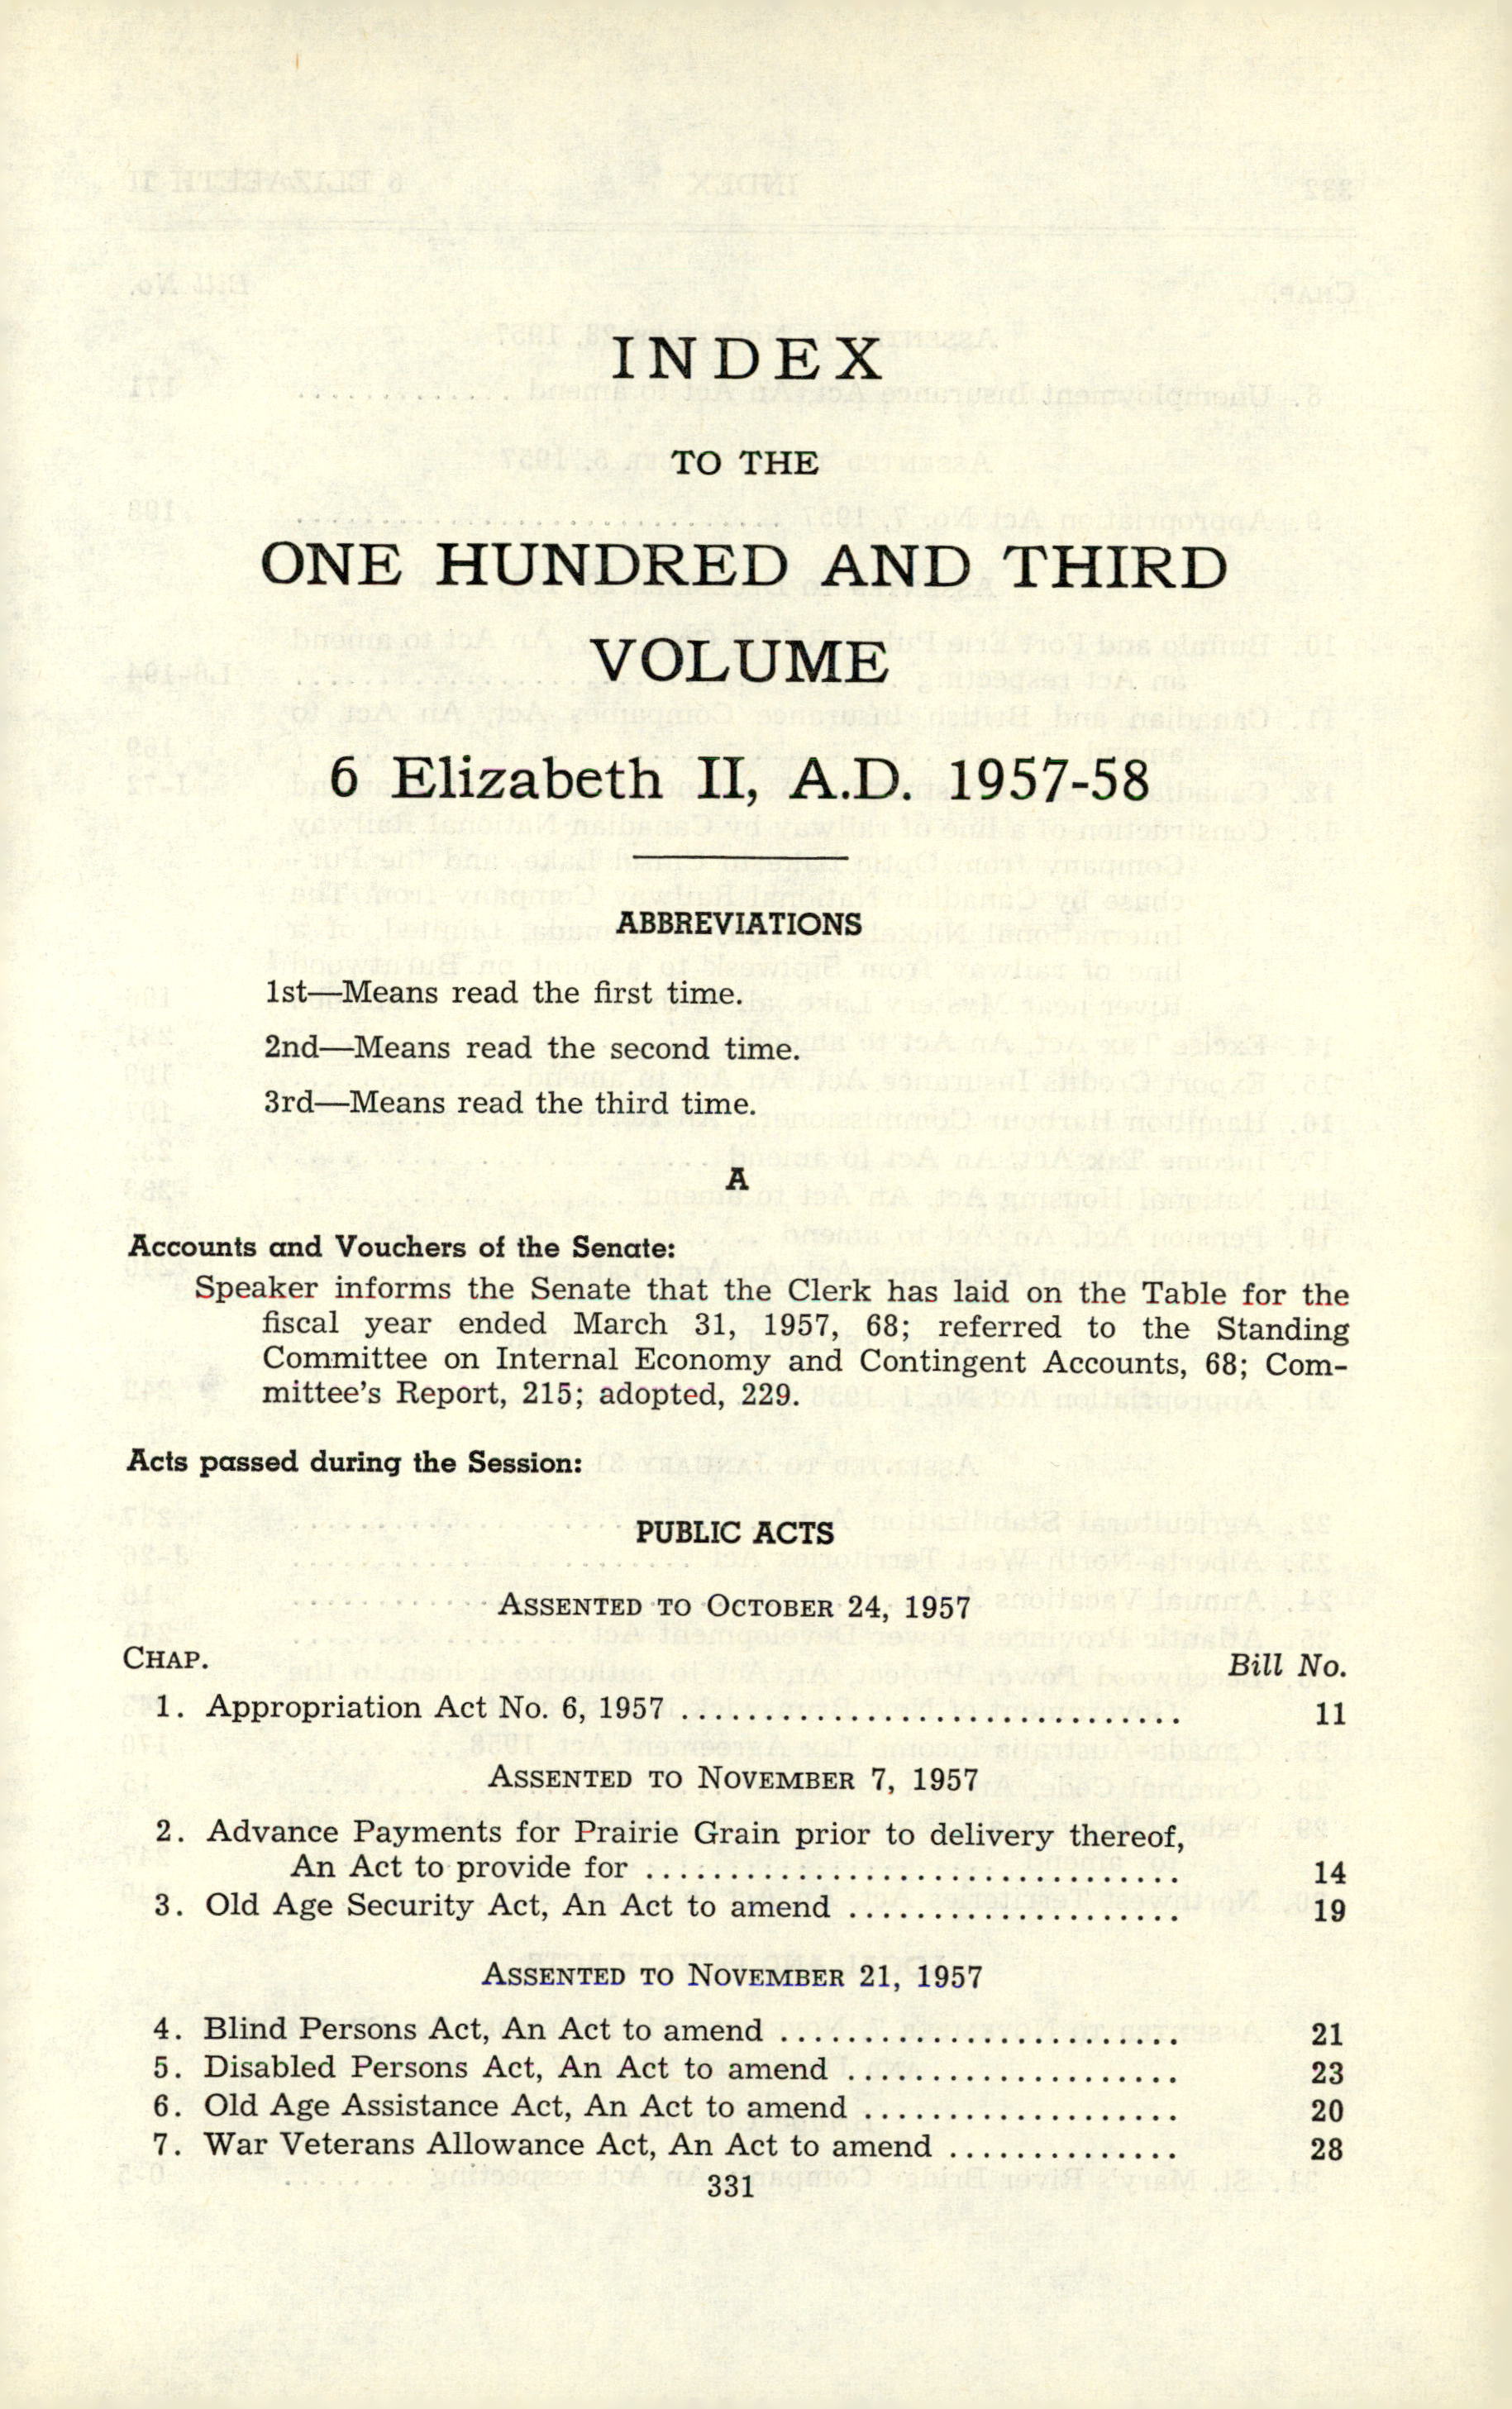 INDEX
TO THE
ONE HUNDRED AND THIRD
VOLUME
6 Elizabeth II, A.D. 1957-58
ABBREVIATIONS
1st—Means read the first time.
2nd—Means read the second time.
3rd—Means read the third time.
A
Accounts and Vouchers of the Senate:
Speaker informs the Senate that the Clerk has laid on the Table for the
fiscal year ended March 31, 1957, 68; referred to the Standing
Committee on Internal Economy and Contingent Accounts, 68; Com-
mittee's Report, 215; adopted, 229.
Acts passed during the Session:
PUBLIC ACTS
ASSENTED TO OCTOBER 24, 1957
CHAP. Bill No.
1. Appropriation Act No. 6, 1957 .............................. 11
ASSENTED TO NOVEMBER 7, 1957
2. Advance Payments for Prairie Grain prior to delivery thereof,
An Act to provide for ................................ 14
3. Old Age Security Act, An Act to amend .................... 19
ASSENTED TO NOVEMBER 21, 1957
4. Blind Persons Act, An Act to amend ........................ 21
5. Disabled Persons Act, An Act to amend .................... 23
6. Old Age Assistance Act, An Act to amend ................... 20
7. War Veterans Allowance Act, An Act to amend .............. 28
331